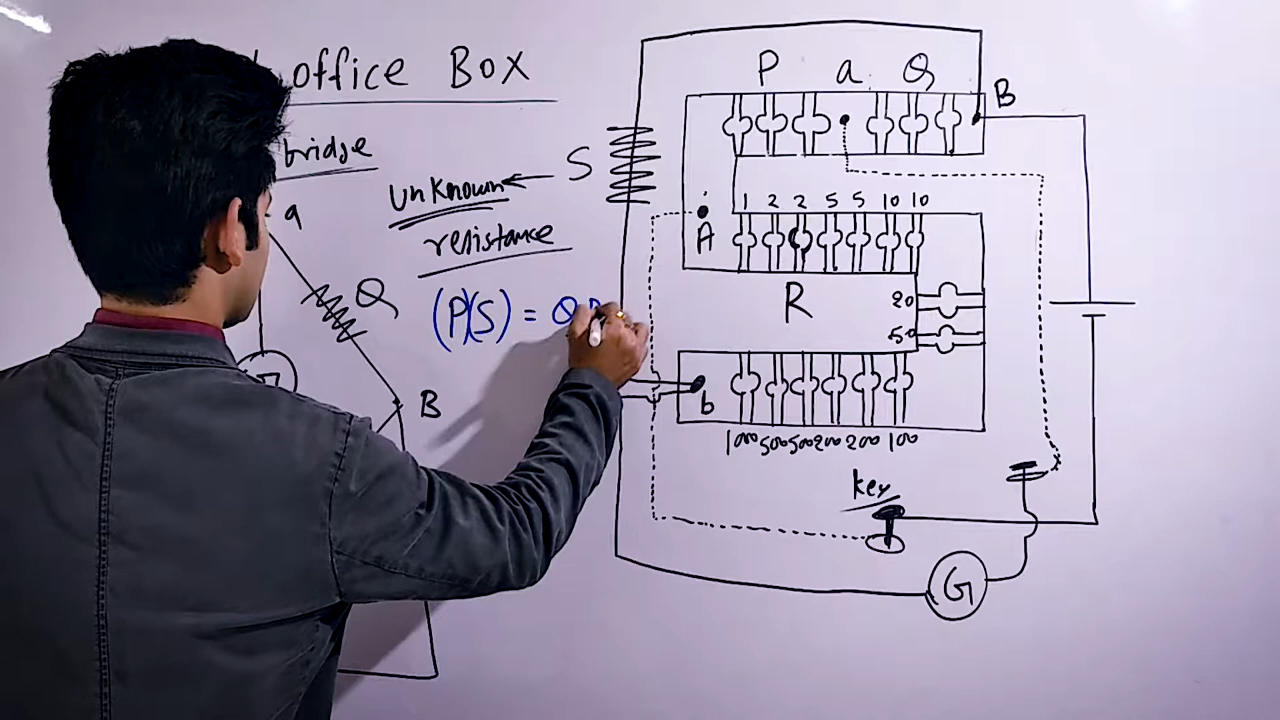 office Box
bridge
a
Q
G
B
unknown ← S
resistance
(P)(S) = Q
P a Q B
A
1 2 2 5 5 10 10
R
20
50
b
1000 500 500 200 200 100
key
G